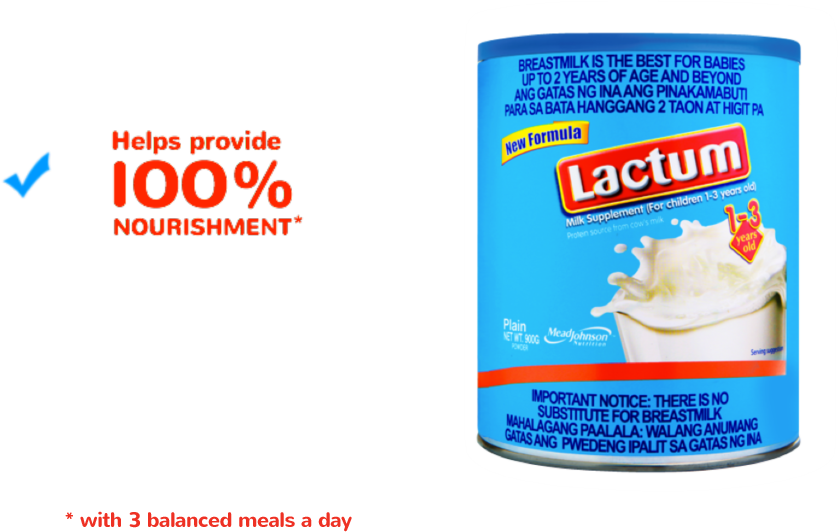 Helps provide
100%
NOURISHMENT*
* with 3 balanced meals a day
BREASTMILK IS THE BEST FOR BABIES
UP TO 2 YEARS OF AGE AND BEYOND
ANG GATAS NG INA ANG PINAKAMABUTI
PARA SA BATA HANGGANG 2 TAON AT HIGIT PA
New Formula
Lactum
Milk Supplement (For children 1-3 years old)
Protein source from cow's milk
1-3
years
old
Plain
NET WT. 900G
POWDER
MeadJohnson
Nutrition
Serving suggestion
IMPORTANT NOTICE: THERE IS NO
SUBSTITUTE FOR BREASTMILK
MAHALAGANG PAALALA: WALANG ANUMANG
GATAS ANG PWEDENG IPALIT SA GATAS NG INA